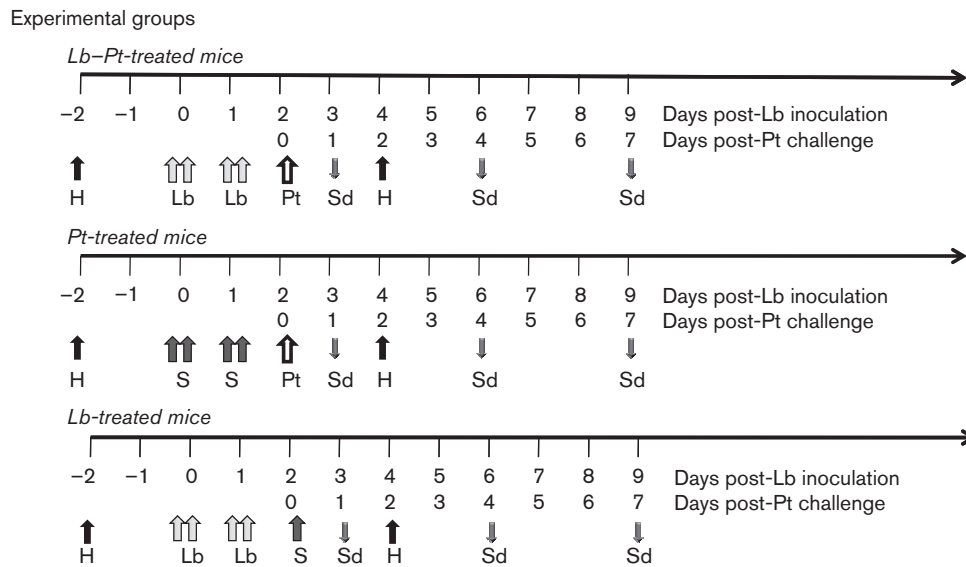 Experimental groups
Lb–Pt-treated mice
–2 –1 0 1 2 3 4 5 6 7 8 9 Days post-Lb inoculation
0 1 2 3 4 5 6 7 Days post-Pt challenge
H Lb Lb Pt Sd H Sd Sd
Pt-treated mice
–2 –1 0 1 2 3 4 5 6 7 8 9 Days post-Lb inoculation
0 1 2 3 4 5 6 7 Days post-Pt challenge
H S S Pt Sd H Sd Sd
Lb-treated mice
–2 –1 0 1 2 3 4 5 6 7 8 9 Days post-Lb inoculation
0 1 2 3 4 5 6 7 Days post-Pt challenge
H Lb Lb S Sd H Sd Sd